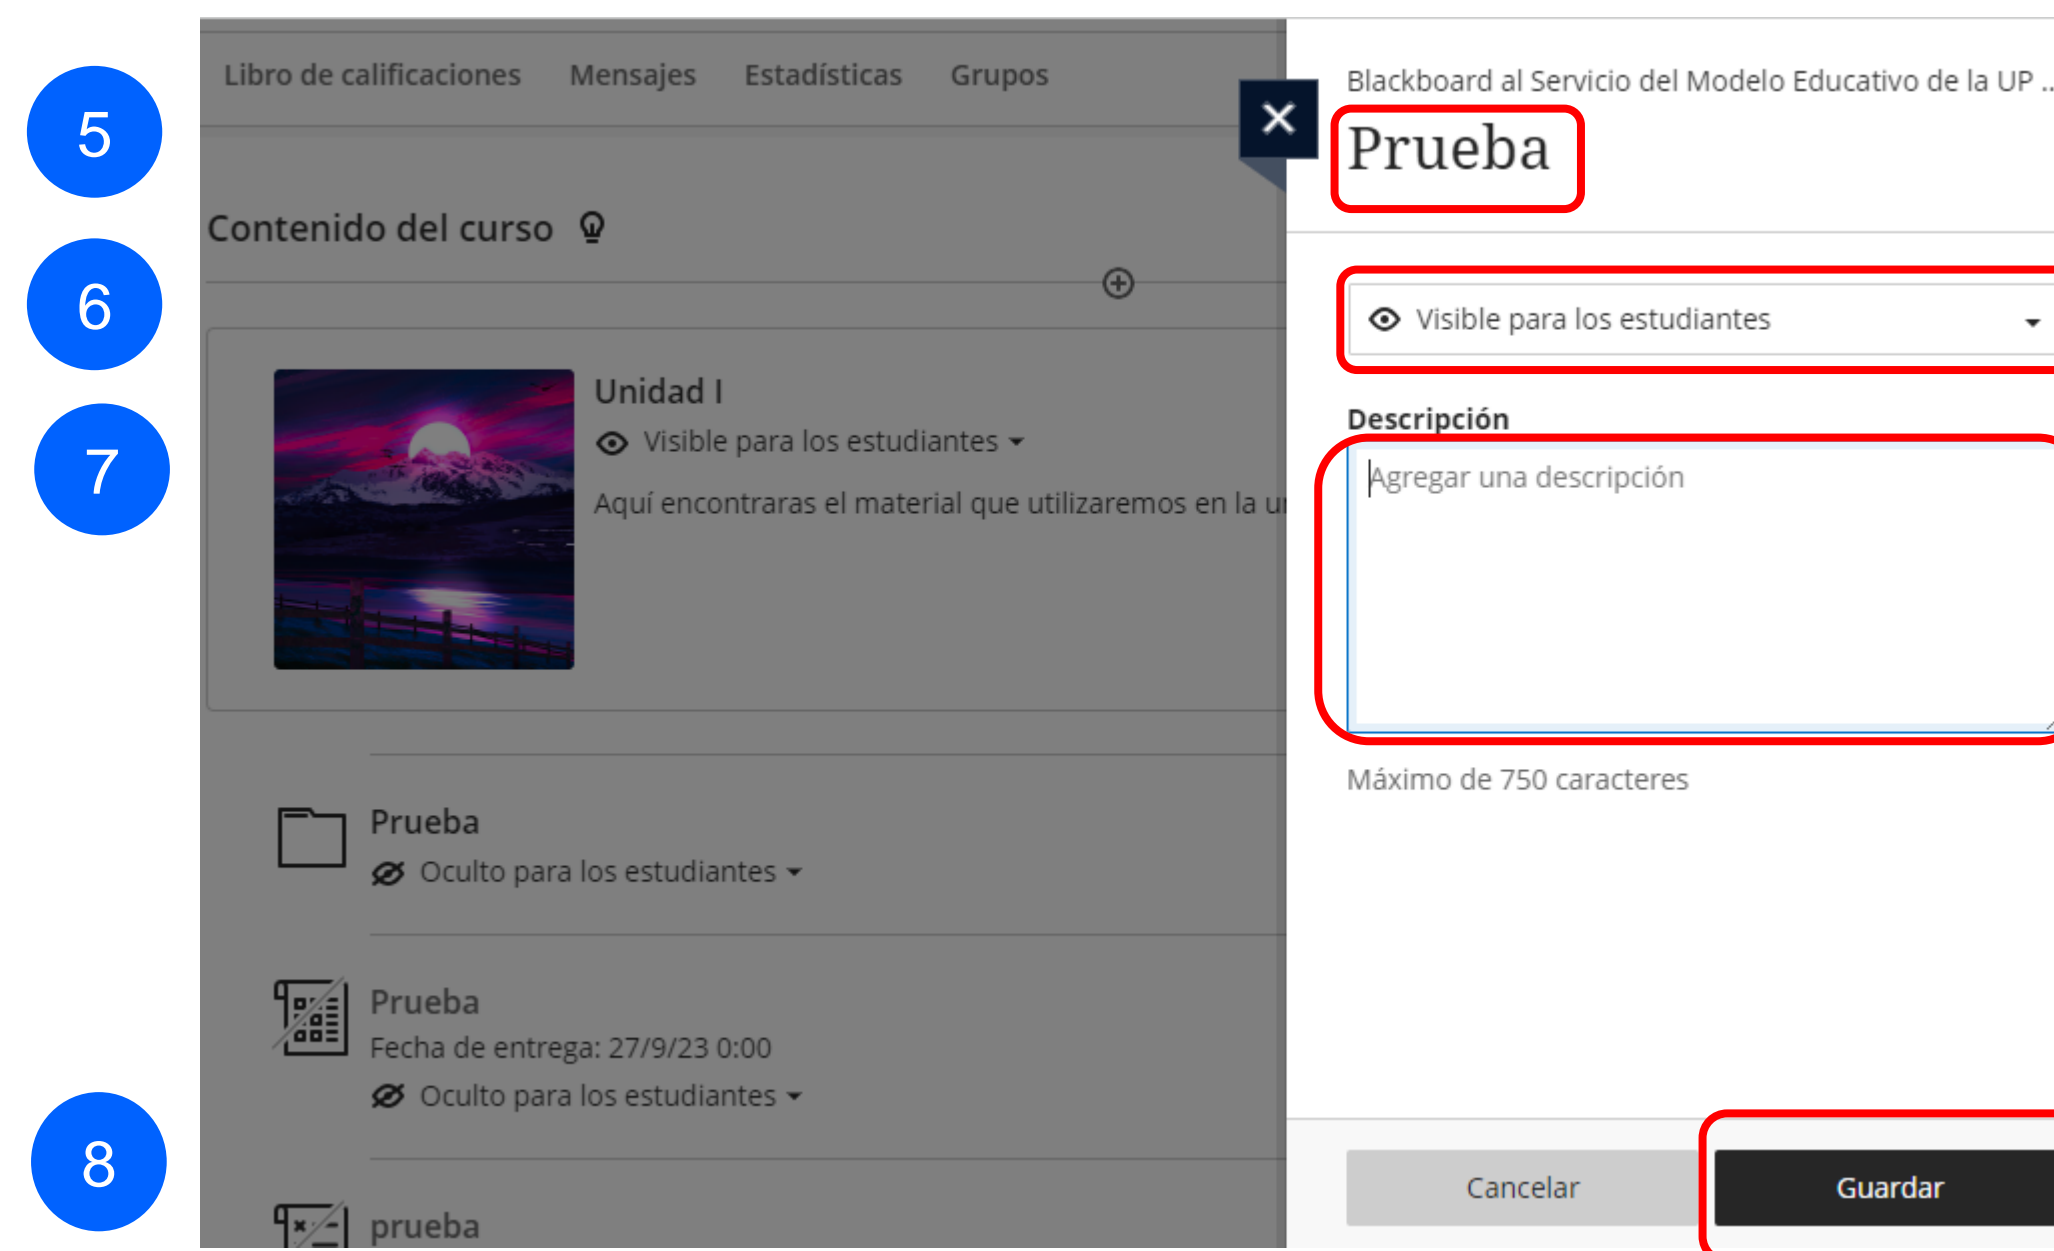 5
6
7
8
Libro de calificaciones Mensajes Estadísticas Grupos
Contenido del curso
Unidad I
Visible para los estudiantes
Aquí encontraras el material que utilizaremos en la
Prueba
Oculto para los estudiantes
Prueba
Fecha de entrega: 27/9/23 0:00
Oculto para los estudiantes
prueba
Blackboard al Servicio del Modelo Educativo de la UP ..
Prueba
Visible para los estudiantes
Descripción
Agregar una descripción
Máximo de 750 caracteres
Cancelar Guardar